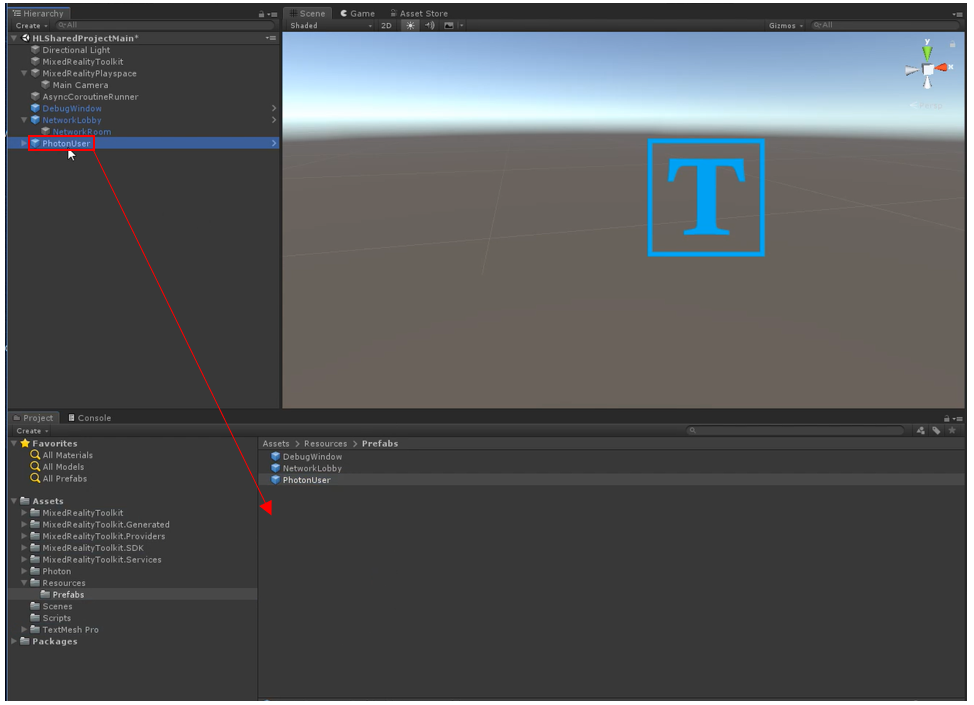 Hierarchy
Create
All
HLSharedProjectMain*
Directional Light
MixedRealityToolkit
MixedRealityPlayspace
Main Camera
AsyncCoroutineRunner
DebugWindow
NetworkLobby
NetworkRoom
PhotonUser
Scene Game Asset Store
Shaded 2D Gizmos All
y
x
Persp
T
Project Console
Create
Favorites
All Materials
All Models
All Prefabs
Assets
MixedRealityToolkit
MixedRealityToolkit.Generated
MixedRealityToolkit.Providers
MixedRealityToolkit.SDK
MixedRealityToolkit.Services
Photon
Resources
Prefabs
Scenes
Scripts
TextMesh Pro
Packages
Assets > Resources > Prefabs
DebugWindow
NetworkLobby
PhotonUser